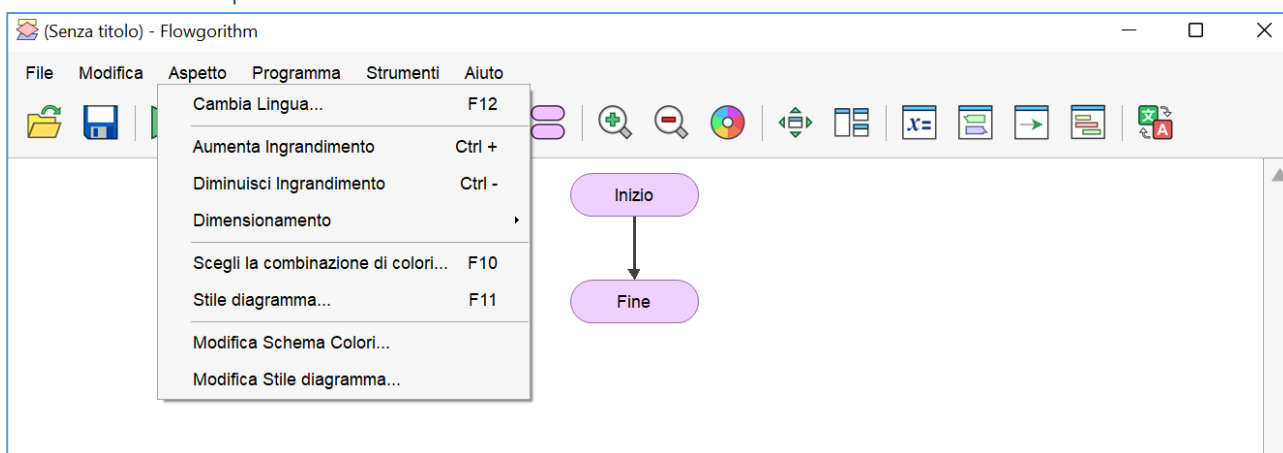 (Senza titolo) - Flowgorithm
File Modifica Aspetto Programma Strumenti Aiuto
Cambia Lingua... F12
Aumenta Ingrandimento Ctrl +
Diminuisci Ingrandimento Ctrl -
Dimensionamento
Scegli la combinazione di colori... F10
Stile diagramma... F11
Modifica Schema Colori...
Modifica Stile diagramma...
x=
文
A
Inizio
Fine